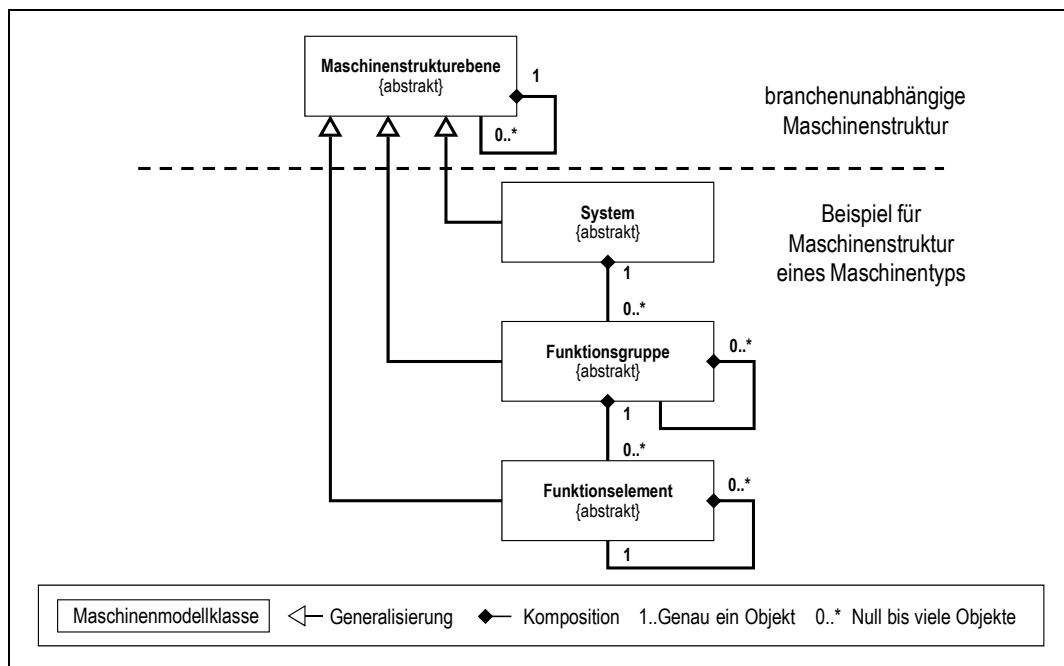 Maschinenstrukturebene
{abstrakt}
1
0..*
branchenunabhängige
Maschinenstruktur
System
{abstrakt}
1
0..*
Beispiel für
Maschinenstruktur
eines Maschinentyps
Funktionsgruppe
{abstrakt}
0..*
1
0..*
Funktionselement
{abstrakt}
0..*
1
Maschinenmodellklasse Generalisierung Komposition 1..Genau ein Objekt 0..* Null bis viele Objekte